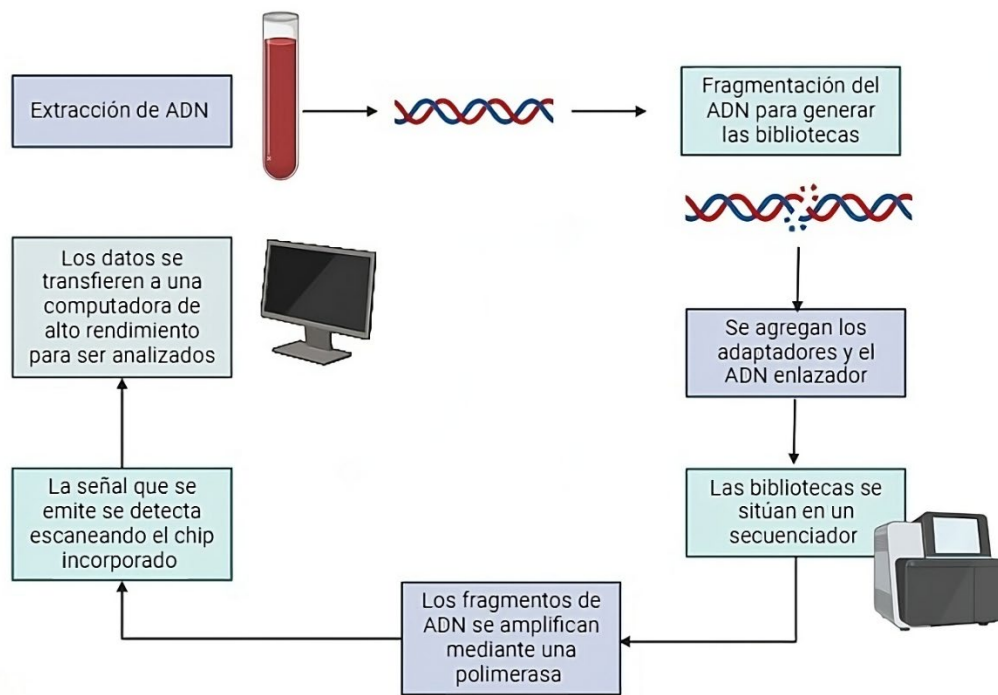 Extracción de ADN
Fragmentación del
ADN para generar
las bibliotecas
Se agregan los
adaptadores y el
ADN enlazador
Las bibliotecas se
sitúan en un
secuenciador
Los fragmentos de
ADN se amplifican
mediante una
polimerasa
La señal que se
emite se detecta
escaneando el chip
incorporado
Los datos se
transfieren a una
computadora de
alto rendimiento
para ser analizados